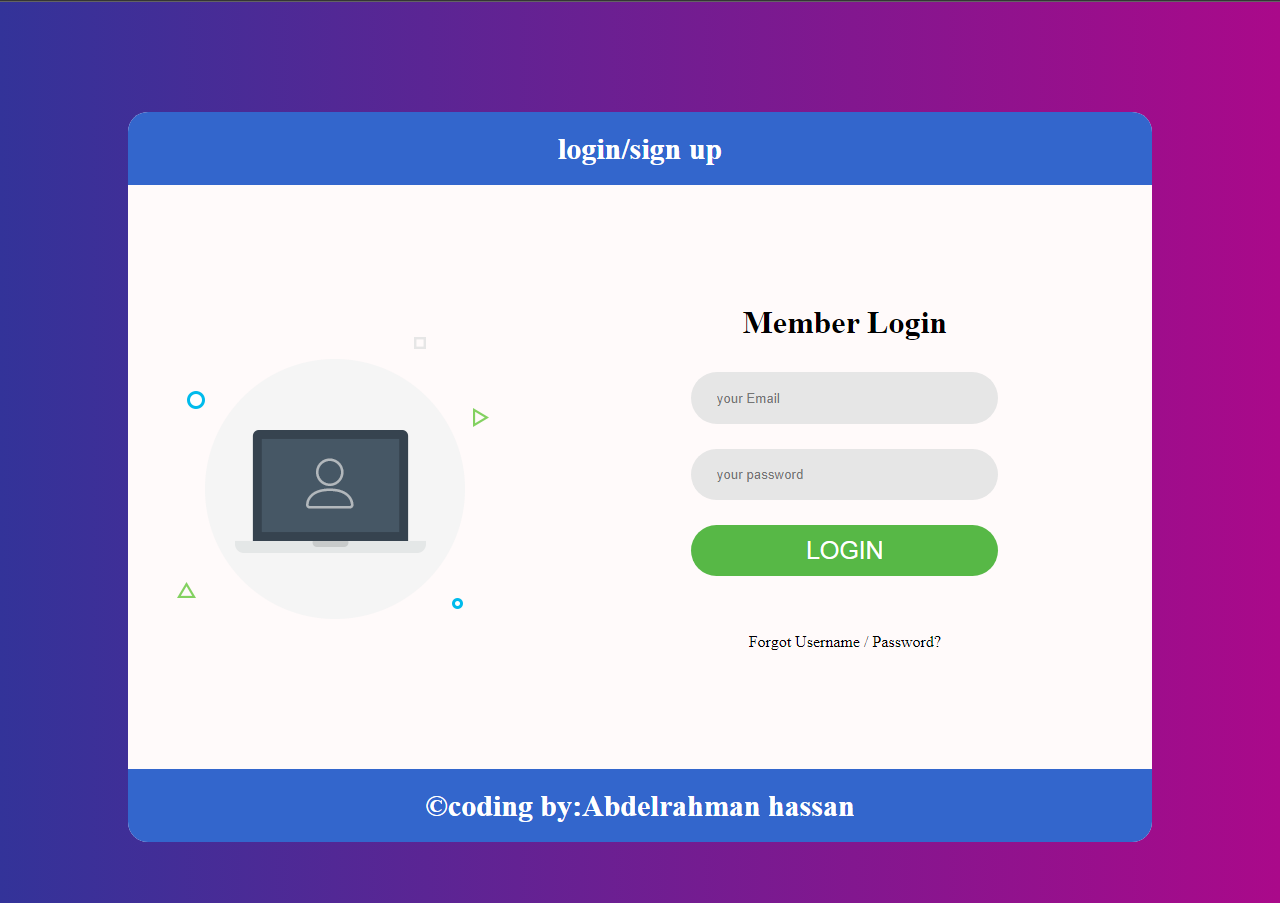 login/sign up
Member Login
your Email
your password
LOGIN
Forgot Username / Password?
©coding by:Abdelrahman hassan